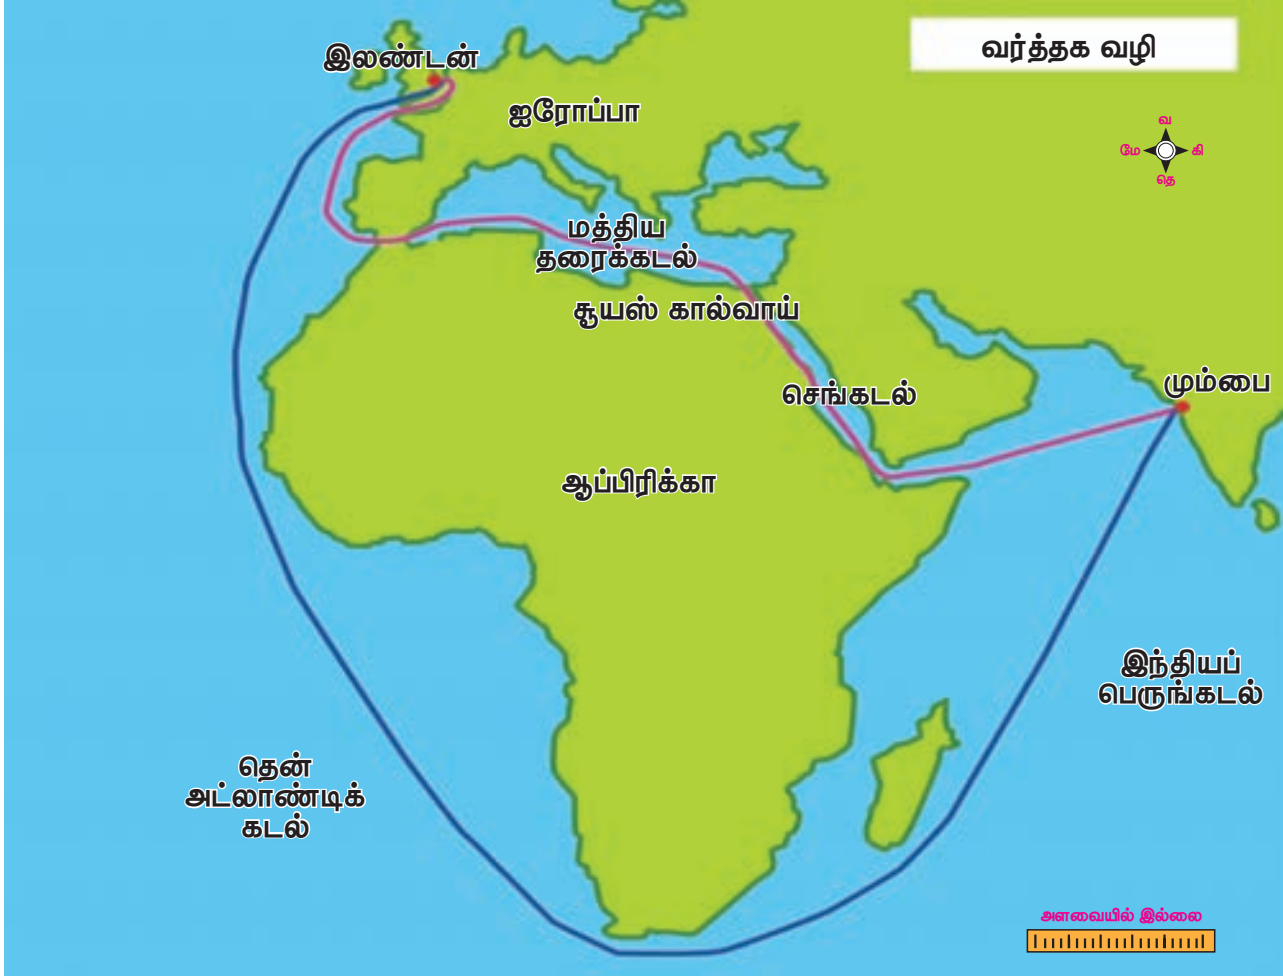 வர்த்தக வழி
இலண்டன்
ஐரோப்பா
வ
மே
கி
தெ
மத்திய
தரைக்கடல்
சூயஸ் கால்வாய்
செங்கடல்
மும்பை
ஆப்பிரிக்கா
இந்தியப்
பெருங்கடல்
தென்
அட்லாண்டிக்
கடல்
அளவையில் இல்லை